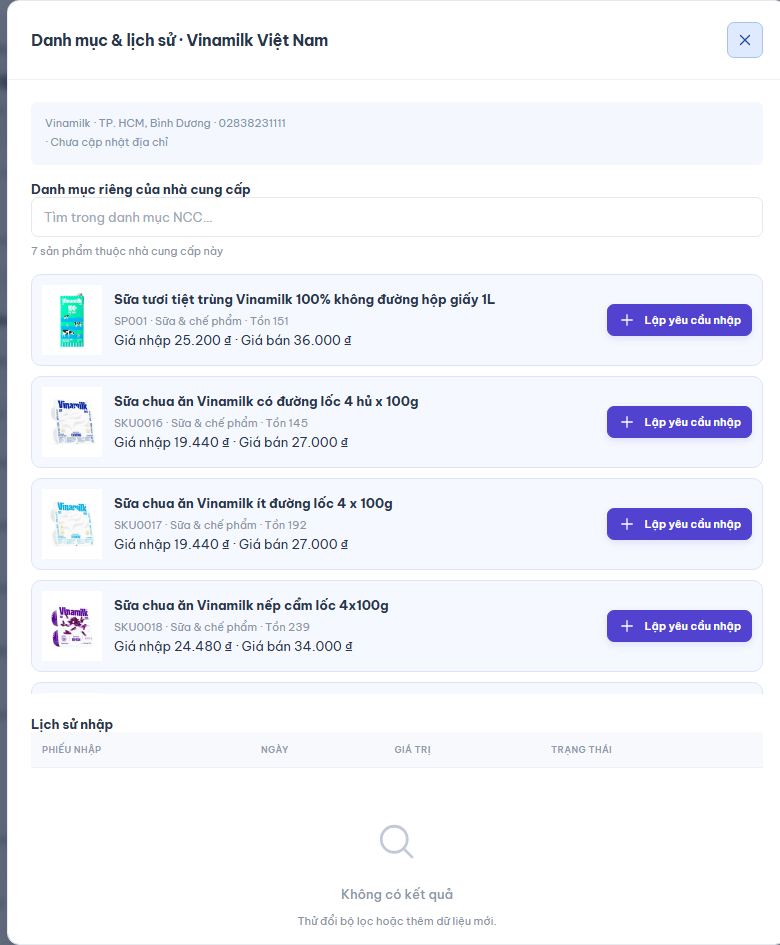 Danh mục & lịch sử · Vinamilk Việt Nam
Vinamilk · TP. HCM, Bình Dương · 02838231111
· Chưa cập nhật địa chỉ
Danh mục riêng của nhà cung cấp
Tìm trong danh mục NCC...
7 sản phẩm thuộc nhà cung cấp này
Sữa tươi tiệt trùng Vinamilk 100% không đường hộp giấy 1L
SP001 · Sữa & chế phẩm · Tồn 151
Giá nhập 25.200 ₫ · Giá bán 36.000 ₫
Lập yêu cầu nhập
Vinamilk
Sữa chua ăn Vinamilk có đường lốc 4 hủ x 100g
SKU0016 · Sữa & chế phẩm · Tồn 145
Giá nhập 19.440 ₫ · Giá bán 27.000 ₫
Lập yêu cầu nhập
Vinamilk
Sữa chua ăn Vinamilk ít đường lốc 4 x 100g
SKU0017 · Sữa & chế phẩm · Tồn 192
Giá nhập 19.440 ₫ · Giá bán 27.000 ₫
Lập yêu cầu nhập
Vinamilk
Sữa chua ăn Vinamilk nếp cẩm lốc 4x100g
SKU0018 · Sữa & chế phẩm · Tồn 239
Giá nhập 24.480 ₫ · Giá bán 34.000 ₫
Lập yêu cầu nhập
Lịch sử nhập
PHIẾU NHẬP NGÀY GIÁ TRỊ TRẠNG THÁI
Không có kết quả
Thử đổi bộ lọc hoặc thêm dữ liệu mới.